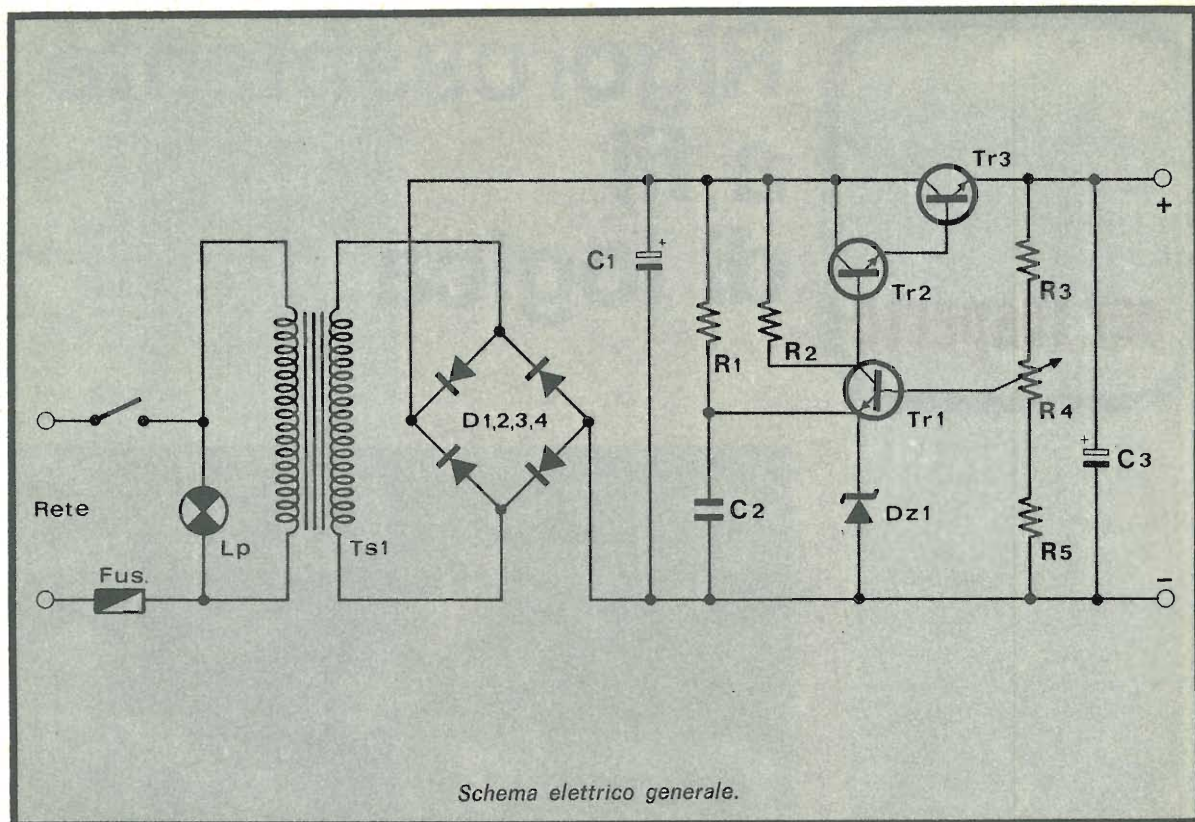 Tr3
+
C1
+
Tr2
R3
R1
R2
R4
D1,2,3,4
Tr1
+
C3
Rete
C2
Dz1
Lp
Ts1
R5
Fus.
−
Schema elettrico generale.